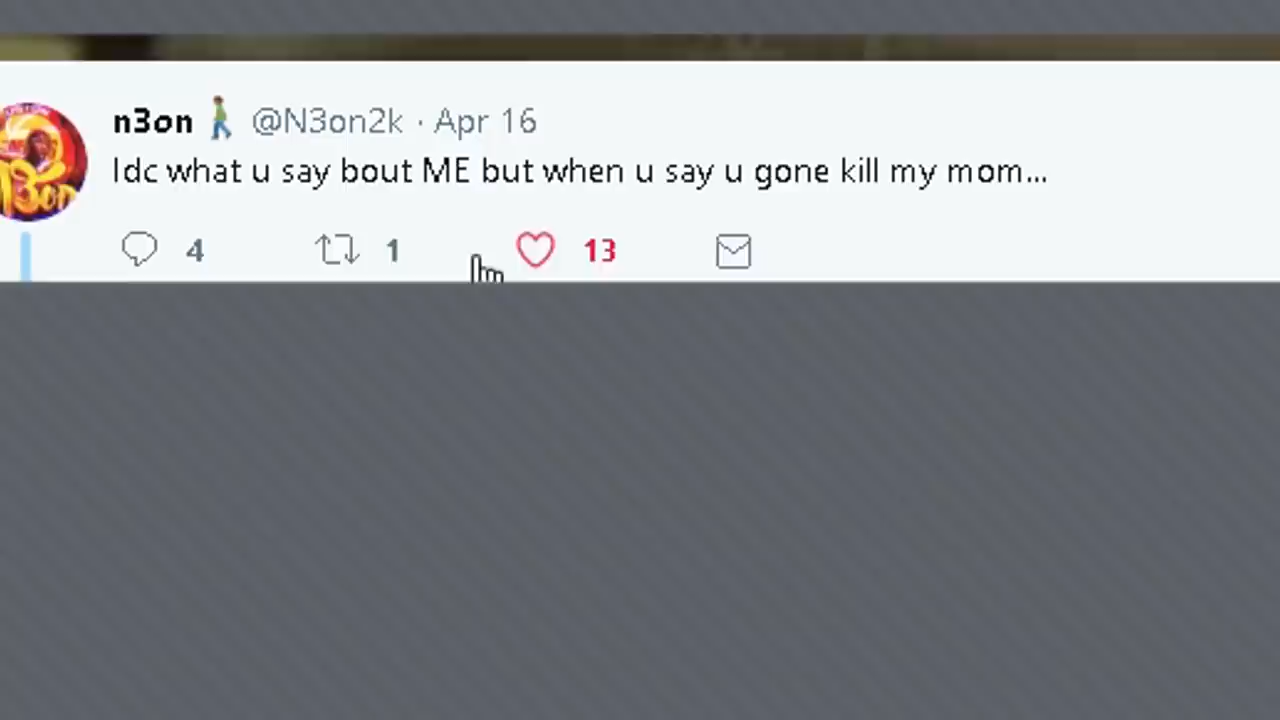 n3on @N3on2k · Apr 16
Idc what u say bout ME but when u say u gone kill my mom...
4 1 13